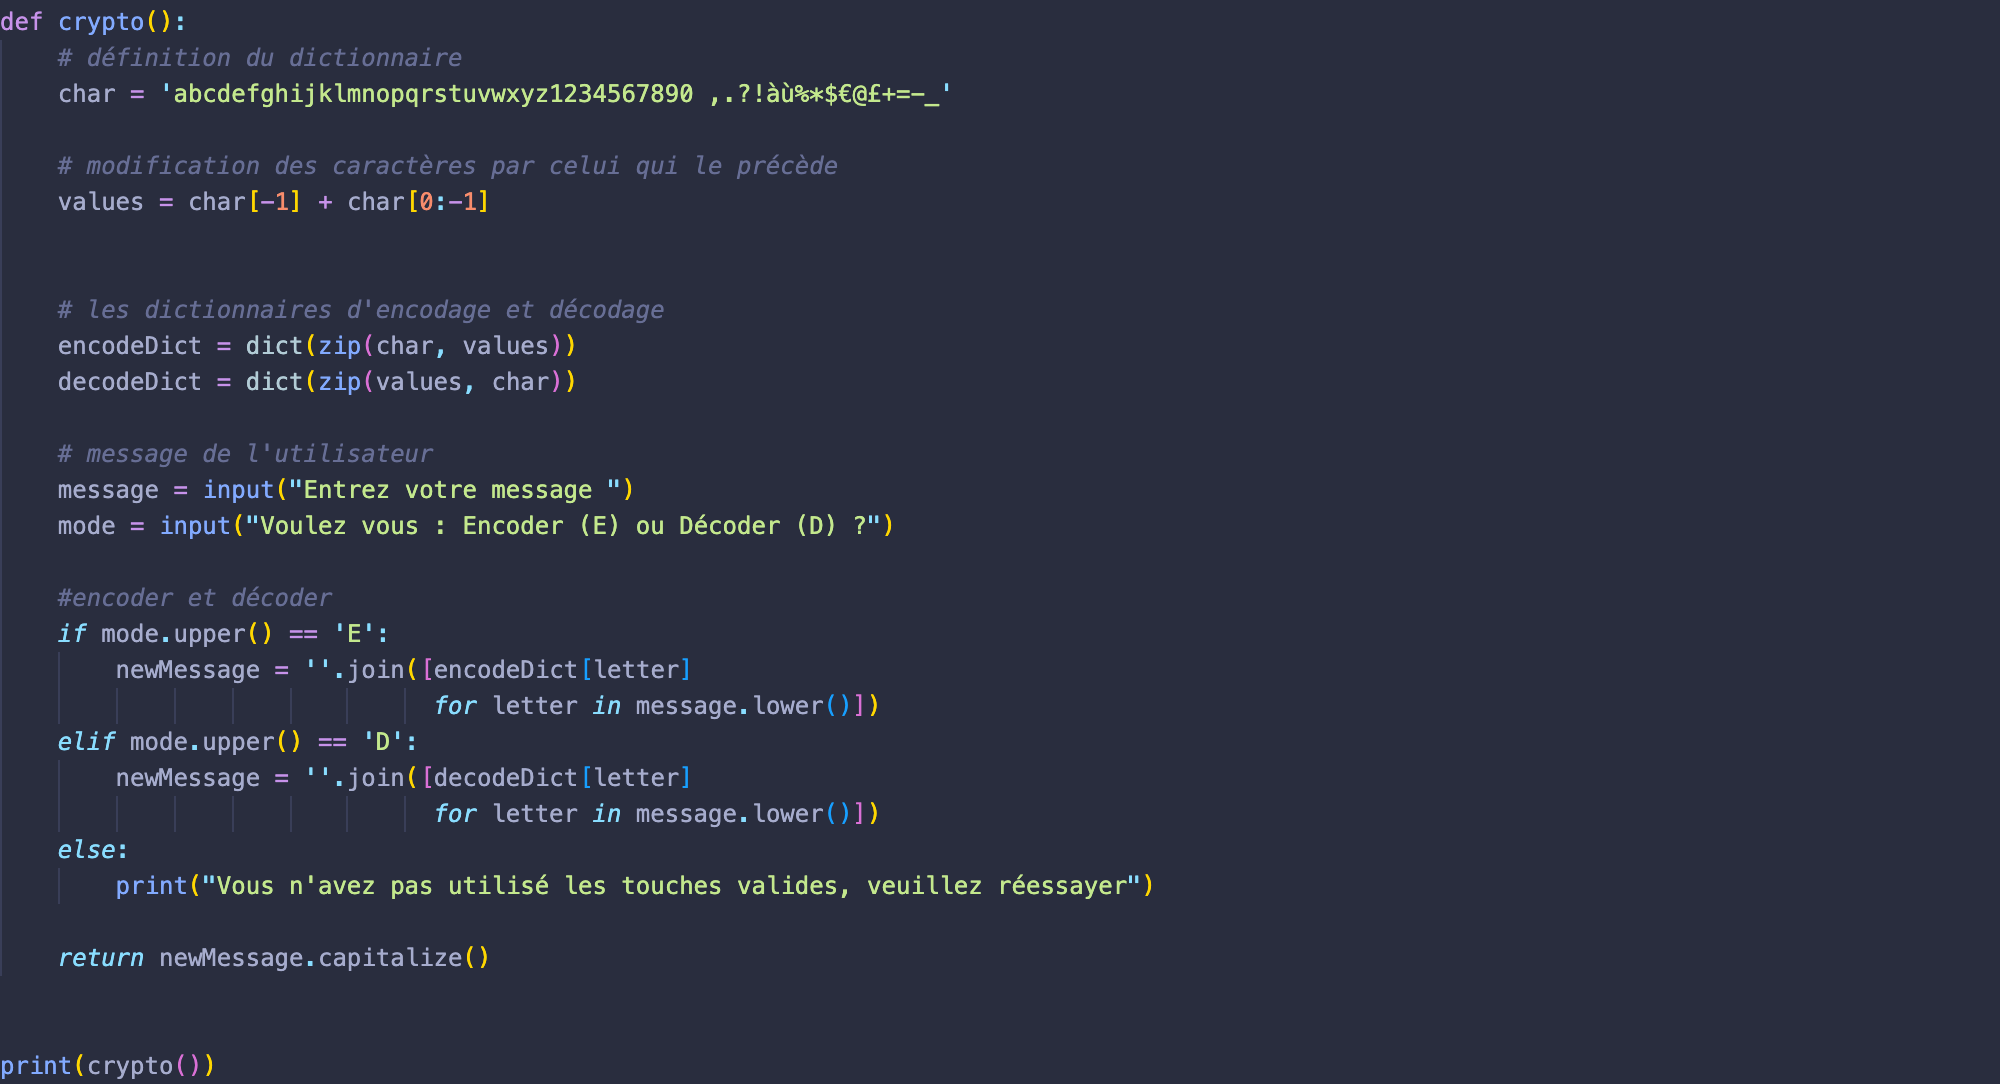 def crypto():
    # définition du dictionnaire
    char = 'abcdefghijklmnopqrstuvwxyz1234567890 ,.?!àù%*$€@£+=-_'

    # modification des caractères par celui qui le précède
    values = char[-1] + char[0:-1]


    # les dictionnaires d'encodage et décodage
    encodeDict = dict(zip(char, values))
    decodeDict = dict(zip(values, char))

    # message de l'utilisateur
    message = input("Entrez votre message ")
    mode = input("Voulez vous : Encoder (E) ou Décoder (D) ?")

    #encoder et décoder
    if mode.upper() == 'E':
        newMessage = ''.join([encodeDict[letter]
                              for letter in message.lower()])
    elif mode.upper() == 'D':
        newMessage = ''.join([decodeDict[letter]
                              for letter in message.lower()])
    else:
        print("Vous n'avez pas utilisé les touches valides, veuillez réessayer")

    return newMessage.capitalize()


print(crypto())